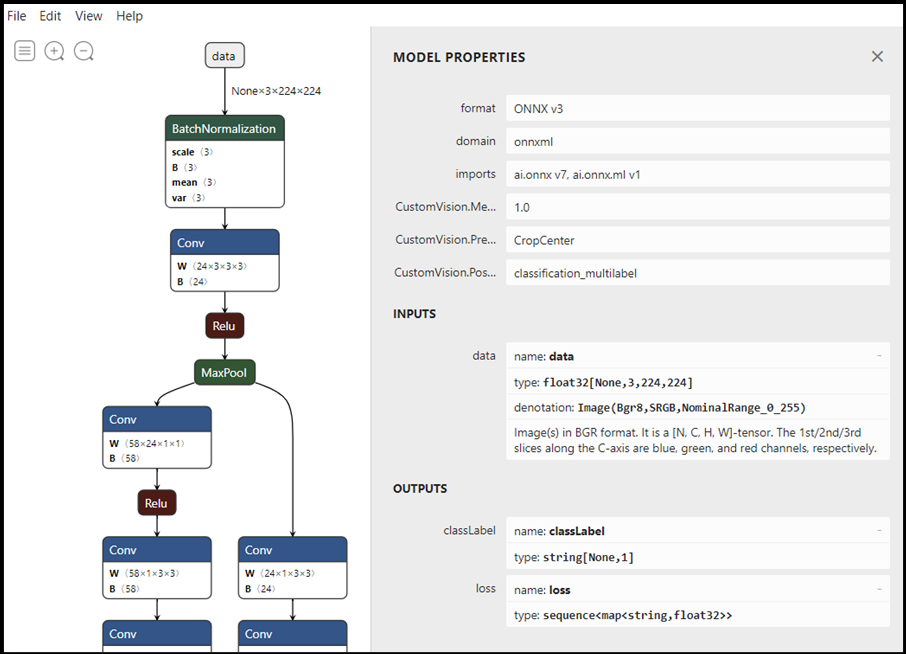 File Edit View Help
data
None×3×224×224
BatchNormalization
scale ⟨3⟩
B ⟨3⟩
mean ⟨3⟩
var ⟨3⟩
Conv
W ⟨24×3×3×3⟩
B ⟨24⟩
Relu
MaxPool
Conv
W ⟨58×24×1×1⟩
B ⟨58⟩
Relu
Conv
W ⟨58×1×3×3⟩
B ⟨58⟩
Conv
W ⟨24×1×3×3⟩
B ⟨24⟩
Conv
Conv
MODEL PROPERTIES
format ONNX v3
domain onnxml
imports ai.onnx v7, ai.onnx.ml v1
CustomVision.Me... 1.0
CustomVision.Pre... CropCenter
CustomVision.Pos... classification_multilabel
INPUTS
data name: data
type: float32[None,3,224,224]
denotation: Image(Bgr8,SRGB,NominalRange_0_255)
Image(s) in BGR format. It is a [N, C, H, W]-tensor. The 1st/2nd/3rd
slices along the C-axis are blue, green, and red channels, respectively.
OUTPUTS
classLabel name: classLabel
type: string[None,1]
loss name: loss
type: sequence<map<string,float32>>